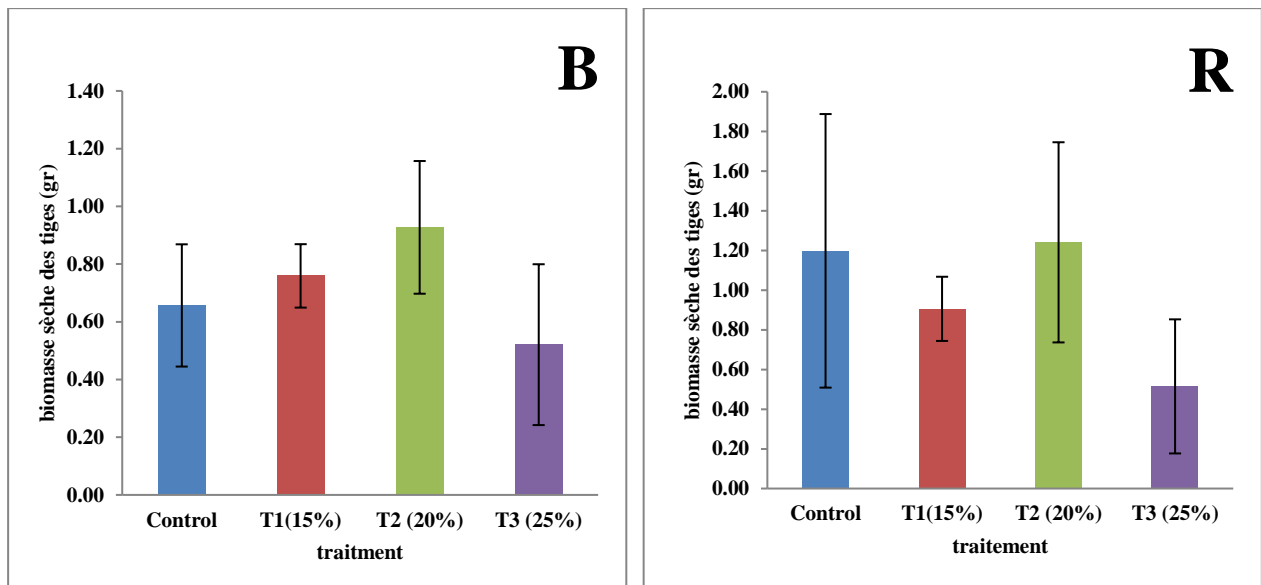 B
biomasse sèche des tiges (gr)
1.40
1.20
1.00
0.80
0.60
0.40
0.20
0.00
Control T1(15%) T2 (20%) T3 (25%)
traitment
R
biomasse sèche des tiges (gr)
2.00
1.80
1.60
1.40
1.20
1.00
0.80
0.60
0.40
0.20
0.00
Control T1(15%) T2 (20%) T3 (25%)
traitement